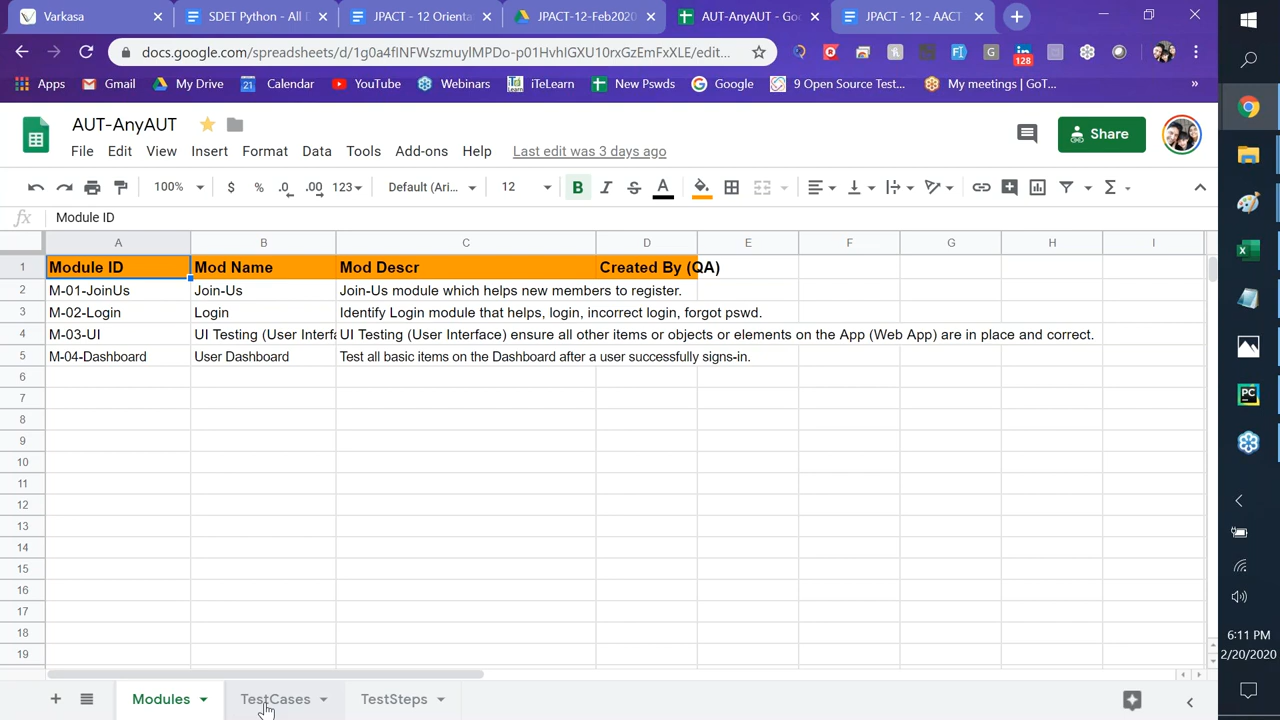 Varkasa
SDET Python - All D
JPACT - 12 Orienta
JPACT-12-Feb2020
AUT-AnyAUT - Goo
JPACT - 12 - AACT
docs.google.com/spreadsheets/d/1g0a4fINFWszmuylMPDo-p01HvhIGXU10rxGzEmFxXLE/edit...
128
Apps Gmail My Drive Calendar YouTube Webinars iTeLearn New Pswds Google 9 Open Source Test... My meetings | GoT... »
AUT-AnyAUT
File Edit View Insert Format Data Tools Add-ons Help Last edit was 3 days ago
Share
100% $ % .0 .00 123 Default (Ari... 12 B I S A Σ
fx Module ID
A B C D E F G H I
1 Module ID Mod Name Mod Descr Created By (QA)
2 M-01-JoinUs Join-Us Join-Us module which helps new members to register.
3 M-02-Login Login Identify Login module that helps, login, incorrect login, forgot pswd.
4 M-03-UI UI Testing (User Interfa UI Testing (User Interface) ensure all other items or objects or elements on the App (Web App) are in place and correct.
5 M-04-Dashboard User Dashboard Test all basic items on the Dashboard after a user successfully signs-in.
6
7
8
9
10
11
12
13
14
15
16
17
18
19
Modules TestCases TestSteps
6:11 PM
2/20/2020